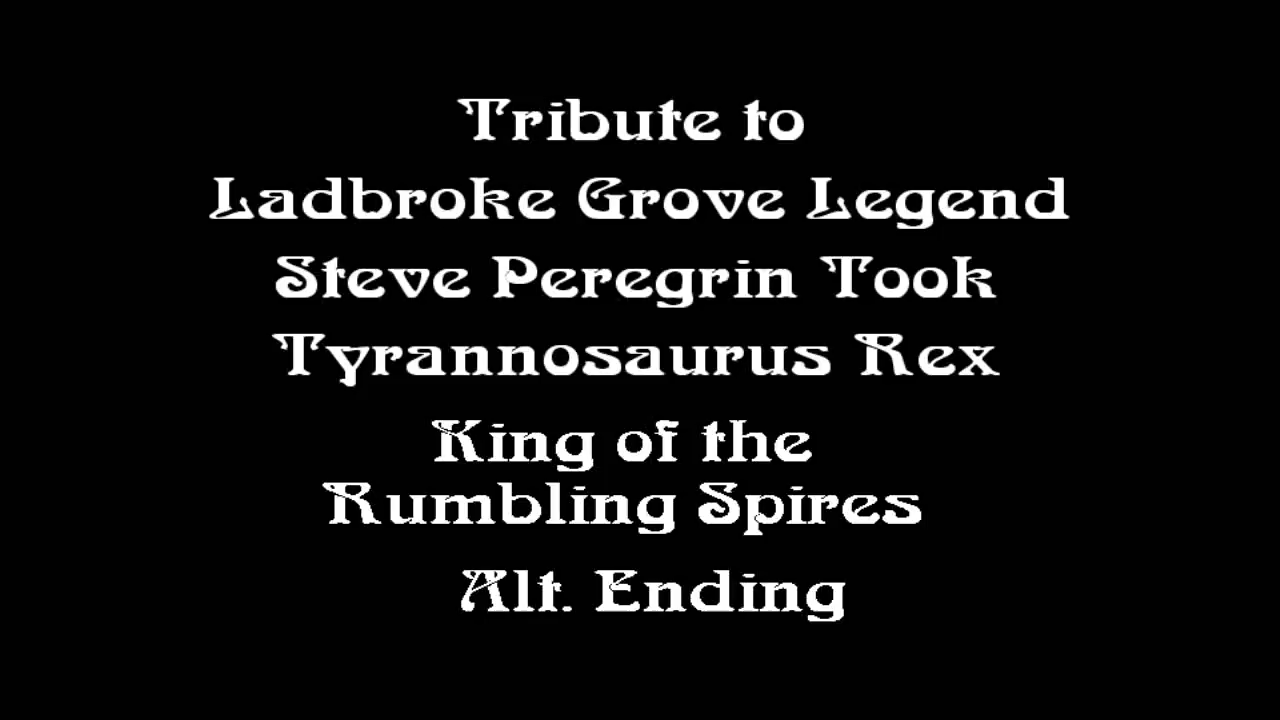 Tribute to
Ladbroke Grove Legend
Steve Peregrin Took
Tyrannosaurus Rex
King of the
Rumbling Spires
Alt. Ending